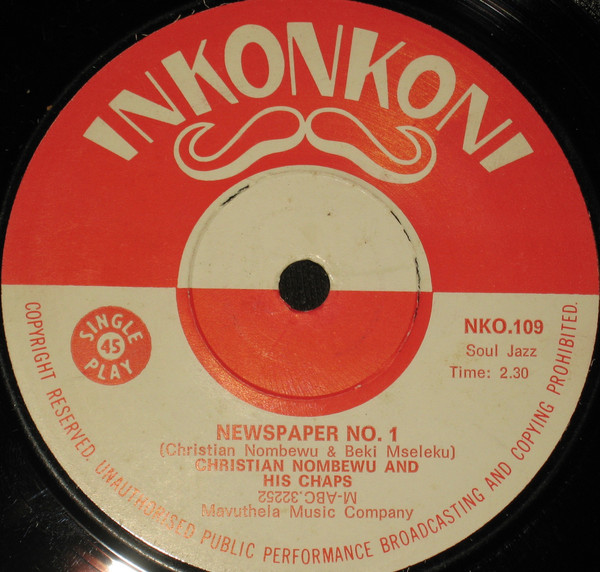 INKONKONI
SINGLE
45
PLAY
NKO.109
Soul Jazz
Time: 2.30
NEWSPAPER NO. 1
(Christian Nombewu & Beki Mseleku)
CHRISTIAN NOMBEWU AND
HIS CHAPS
M-ABC.32252
Mavuthela Music Company
COPYRIGHT RESERVED. UNAUTHORISED PUBLIC PERFORMANCE BROADCASTING AND COPYING PROHIBITED.